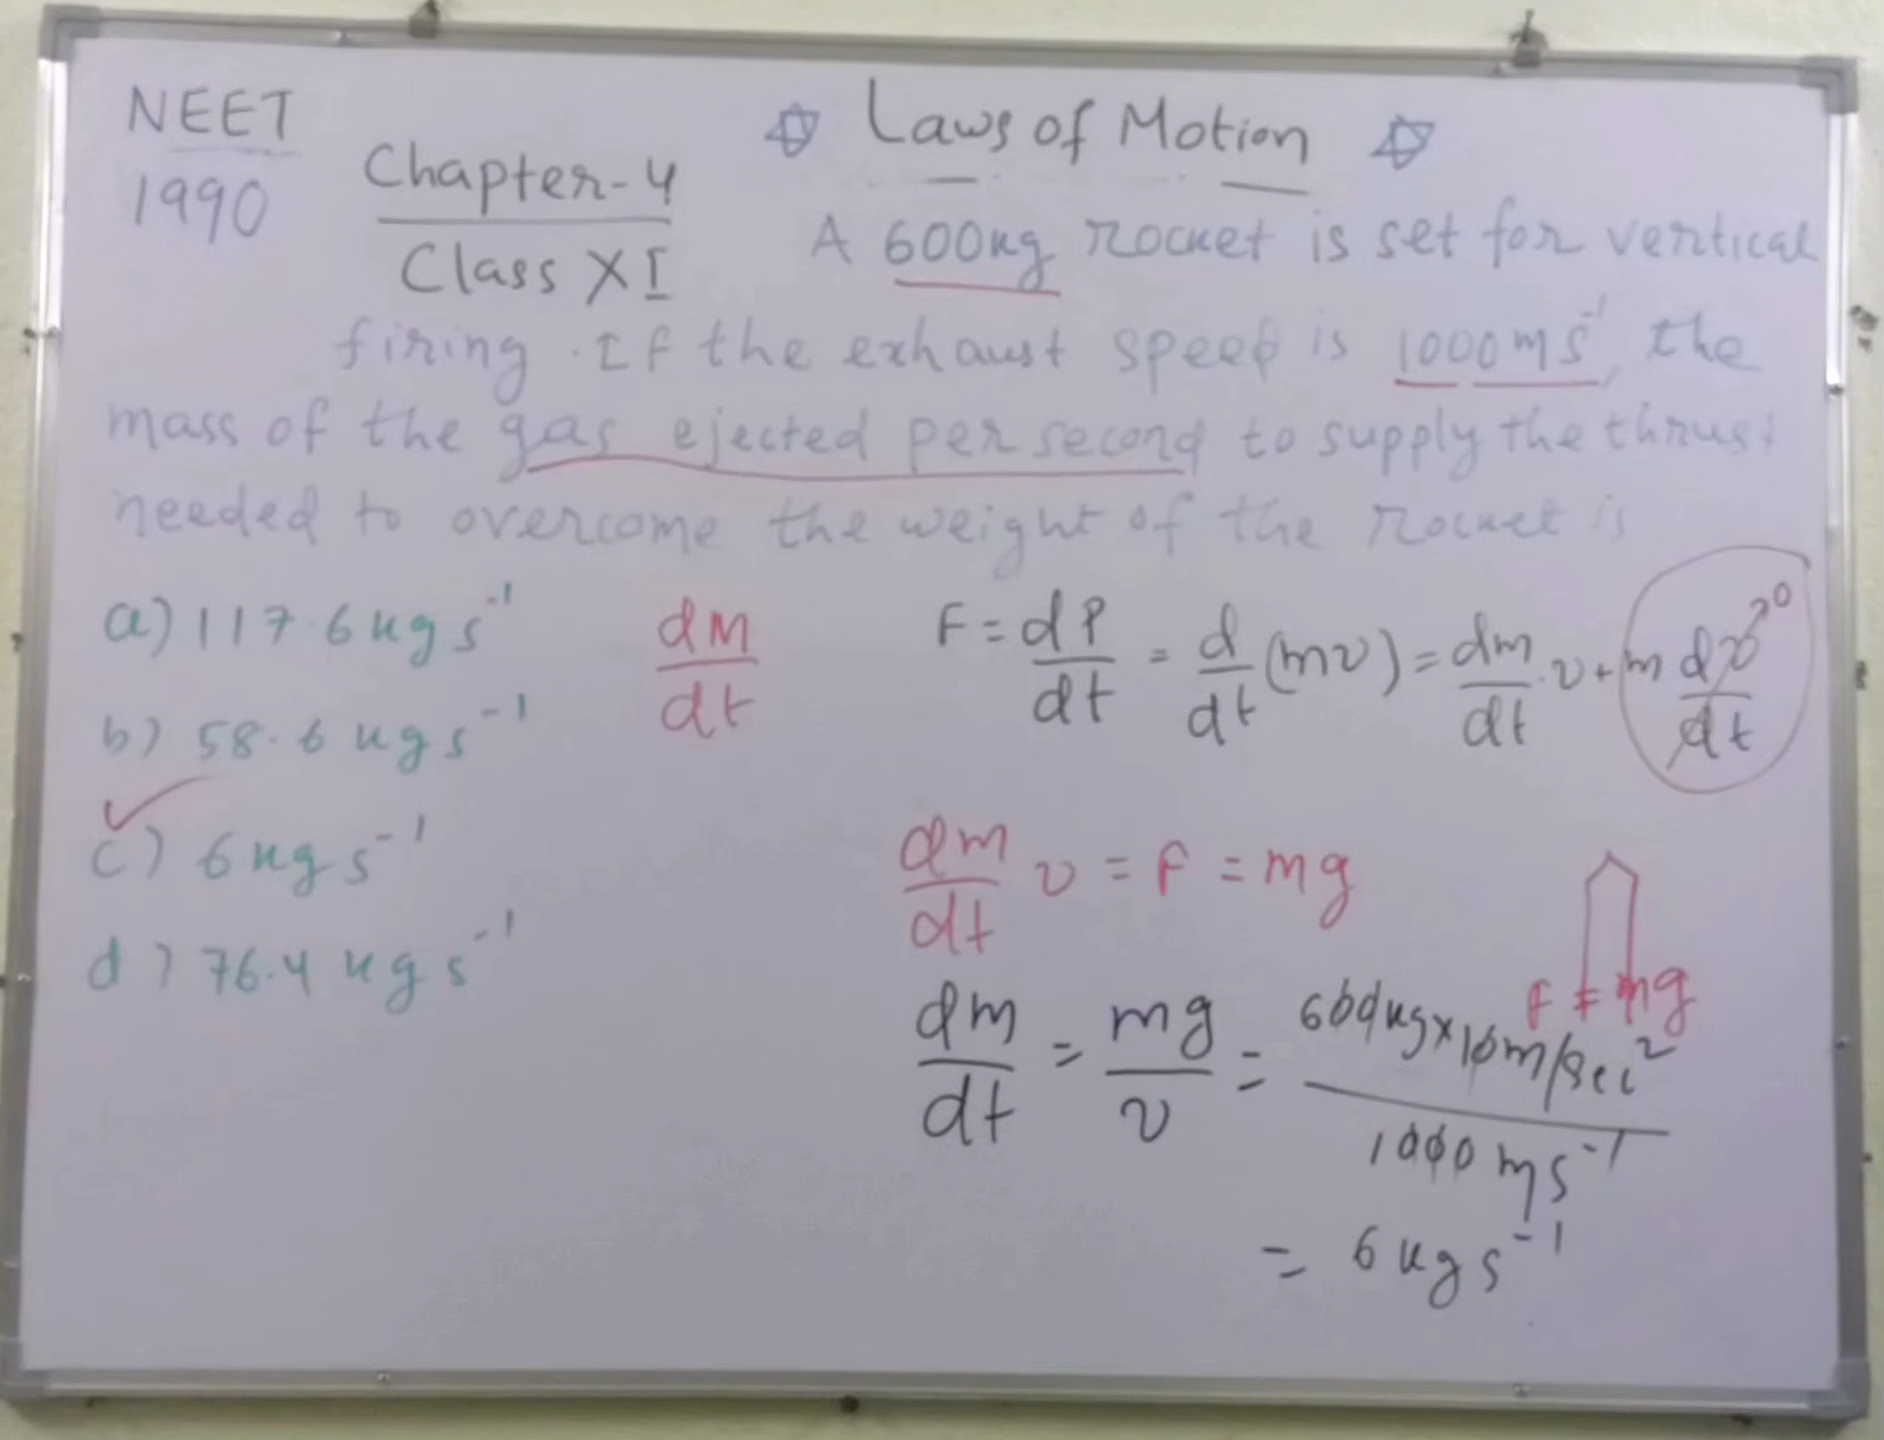 NEET
1990
Chapter-4
Class XI
Laws of Motion
A 600kg rocket is set for vertical
firing. If the exhaust speed is 1000 m s⁻¹, the
mass of the gas ejected per second to supply the thrust
needed to overcome the weight of the rocket is
a) 117.6 kg s⁻¹
b) 58.6 kg s⁻¹
c) 6 kg s⁻¹
d) 76.4 kg s⁻¹
dM/dt
F = dP/dt = d/dt (mv) = dm/dt . v + m dv/dt 0
dm/dt v = F = mg
F = mg
dm/dt = mg/v = 600kg × 10m/sec²/1000 m s⁻¹
= 6 kg s⁻¹